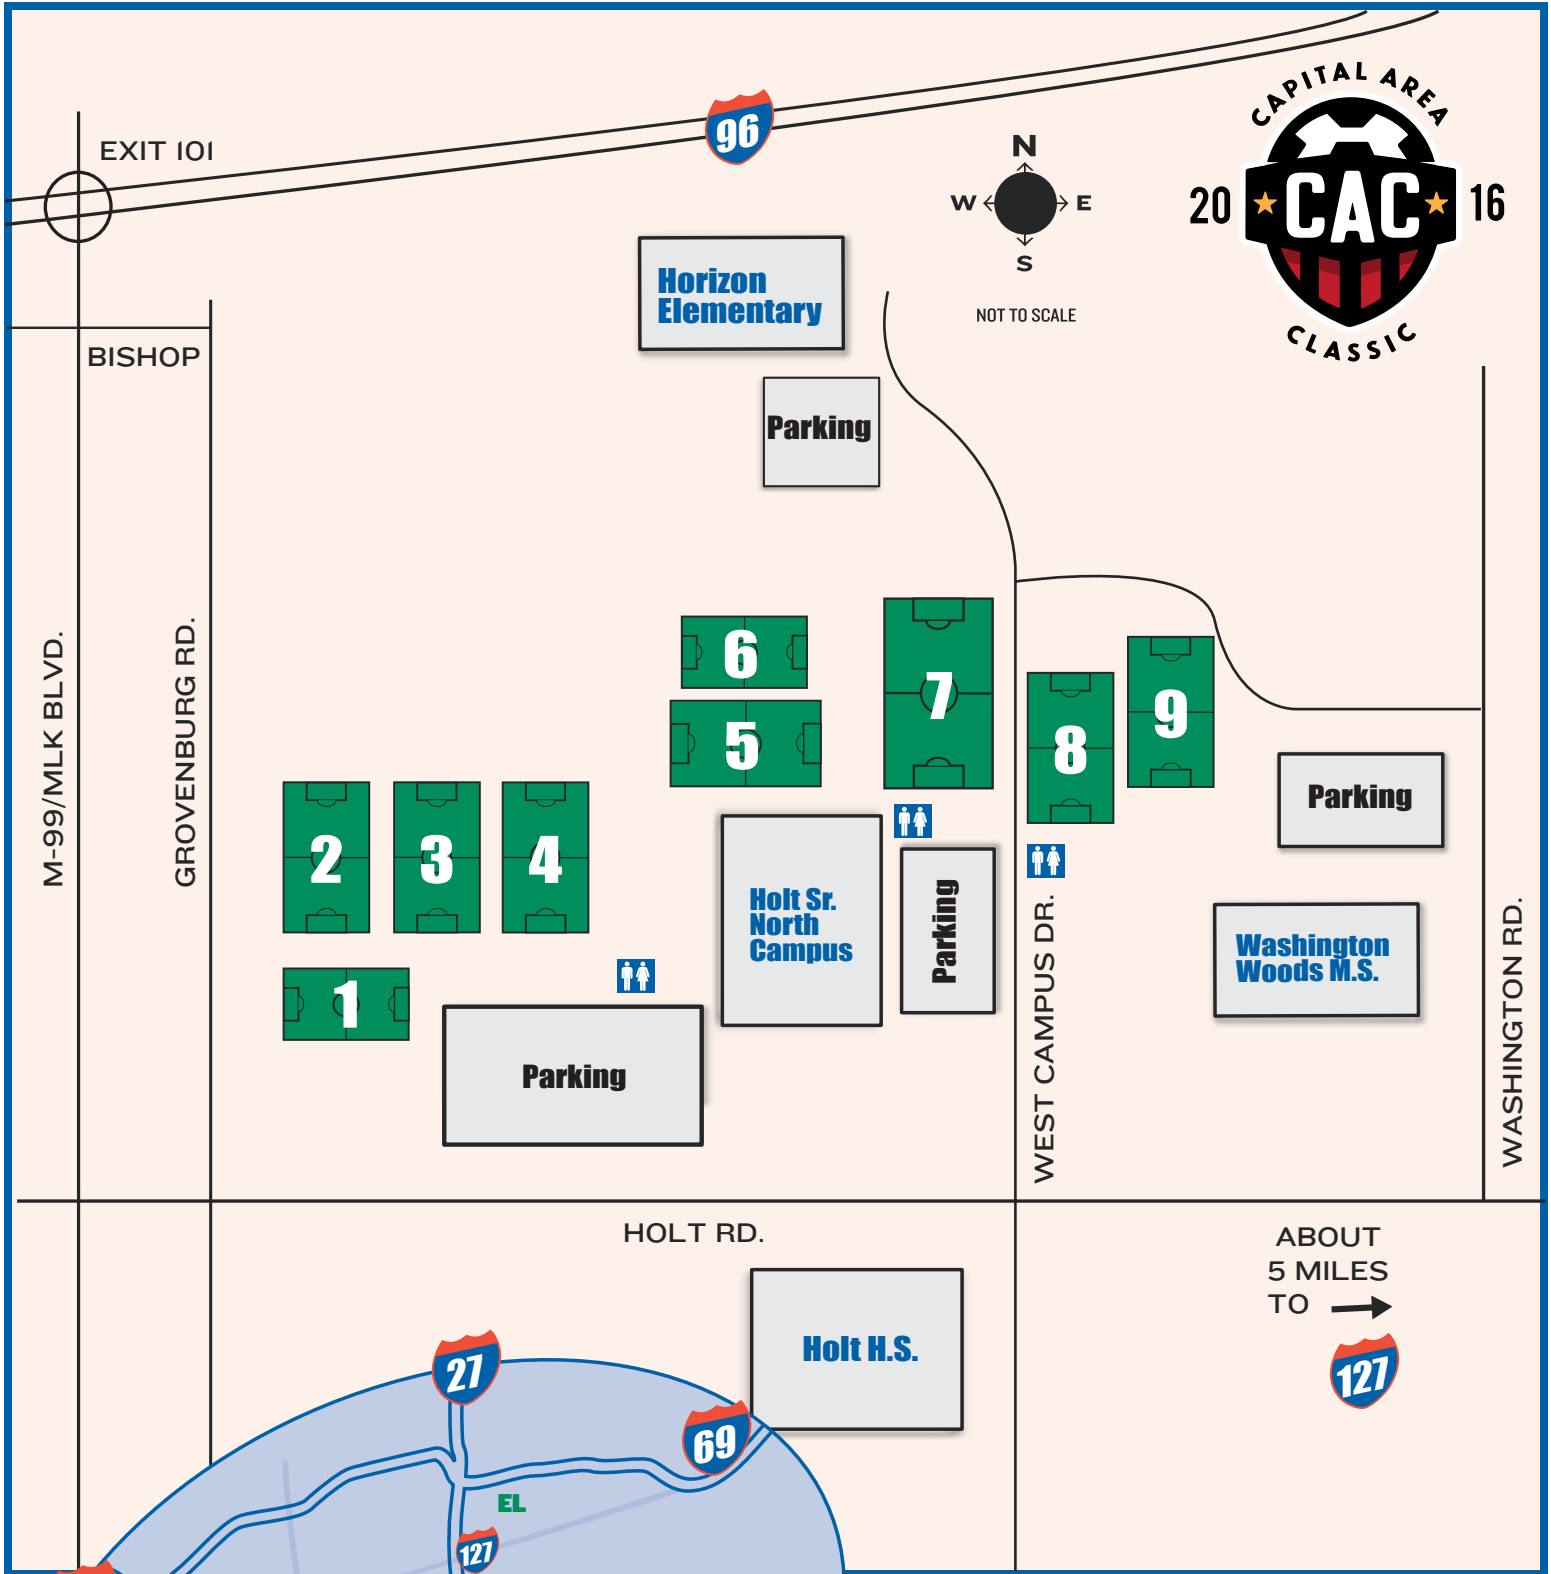 CAPITAL AREA
EXIT 101
96
N
W
E
S
20
CAC
16
CLASSIC
NOT TO SCALE
Horizon
Elementary
BISHOP
Parking
M-99/MLK BLVD.
GROVENBURG RD.
6
7
5
8
9
2
3
4
1
Parking
Holt Sr.
North
Campus
Parking
Washington
Woods M.S.
Parking
WEST CAMPUS DR.
WASHINGTON RD.
HOLT RD.
ABOUT
5 MILES
TO
127
Holt H.S.
27
69
EL
127